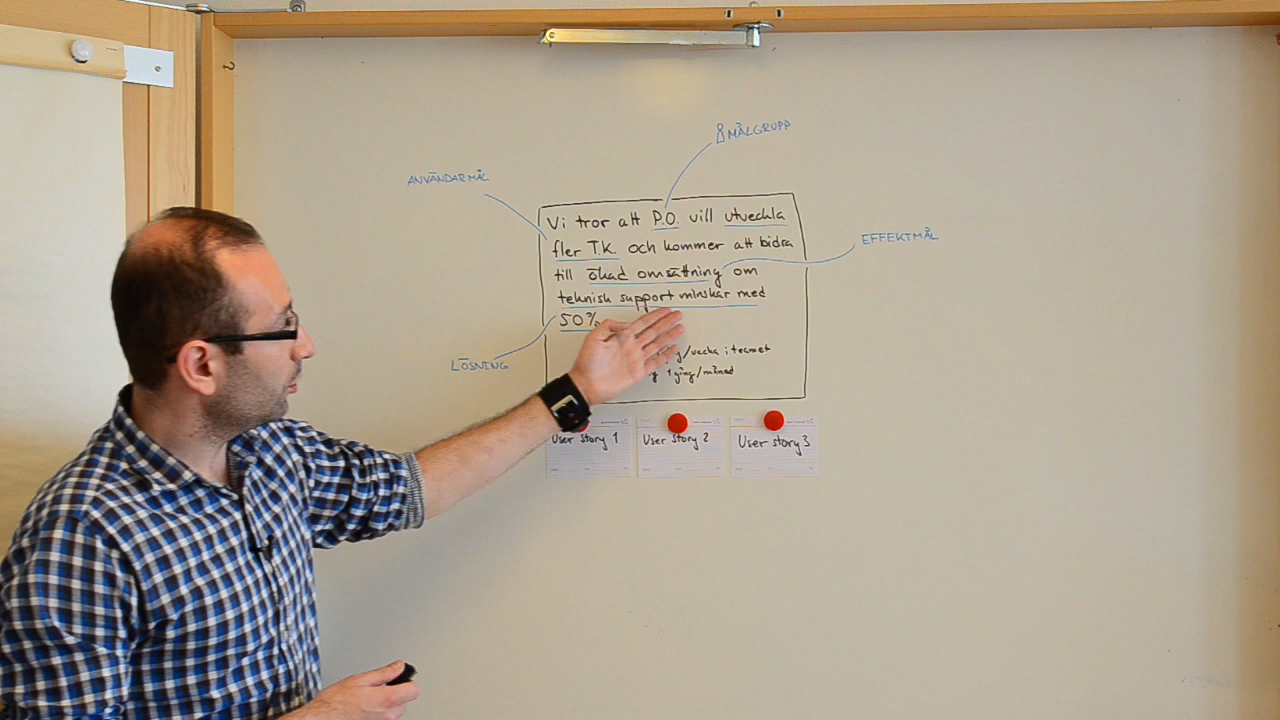 MÅLGRUPP
ANVÄNDARMÅL
EFFEKTMÅL
LÖSNING
Vi tror att P.O. vill utveckla
fler T.K. och kommer att bidra
till ökad omsättning om
teknisk support minskar med
50%
/vecka i teamet
1 gång/månad
User Story 1
User Story 2
User Story 3